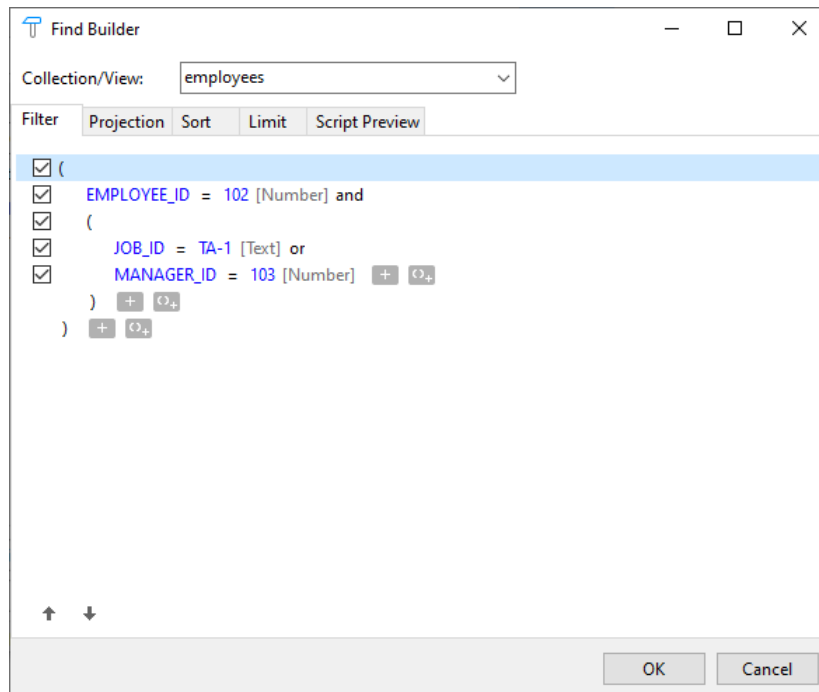 Find Builder
Collection/View: employees
Filter Projection Sort Limit Script Preview
(
EMPLOYEE_ID = 102 [Number] and
(
JOB_ID = TA-1 [Text] or
MANAGER_ID = 103 [Number] + ()+
) + ()+
) + ()+
OK Cancel